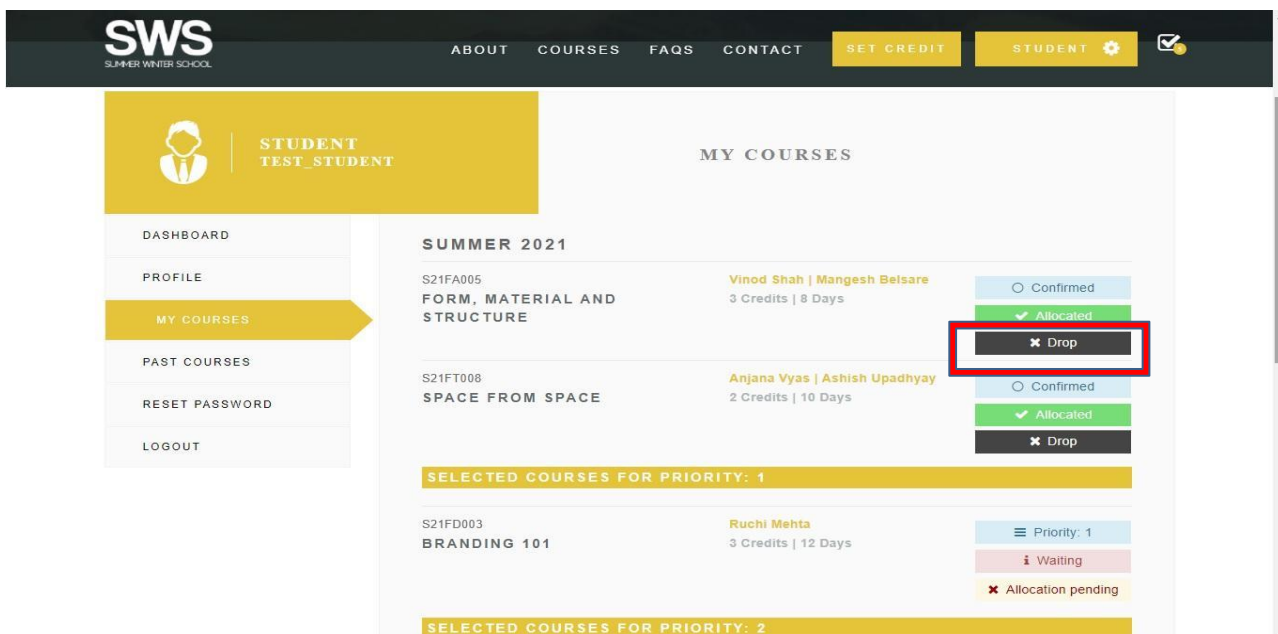 SWS
SUMMER WINTER SCHOOL
ABOUT COURSES FAQS CONTACT SET CREDIT STUDENT
STUDENT
TEST_STUDENT
MY COURSES
DASHBOARD
PROFILE
MY COURSES
PAST COURSES
RESET PASSWORD
LOGOUT
SUMMER 2021
S21FA005
FORM, MATERIAL AND
STRUCTURE
Vinod Shah | Mangesh Belsare
3 Credits | 8 Days
Confirmed
Allocated
Drop
S21FT008
SPACE FROM SPACE
Anjana Vyas | Ashish Upadhyay
2 Credits | 10 Days
Confirmed
Allocated
Drop
SELECTED COURSES FOR PRIORITY: 1
S21FD003
BRANDING 101
Ruchi Mehta
3 Credits | 12 Days
Priority: 1
Waiting
Allocation pending
SELECTED COURSES FOR PRIORITY: 2